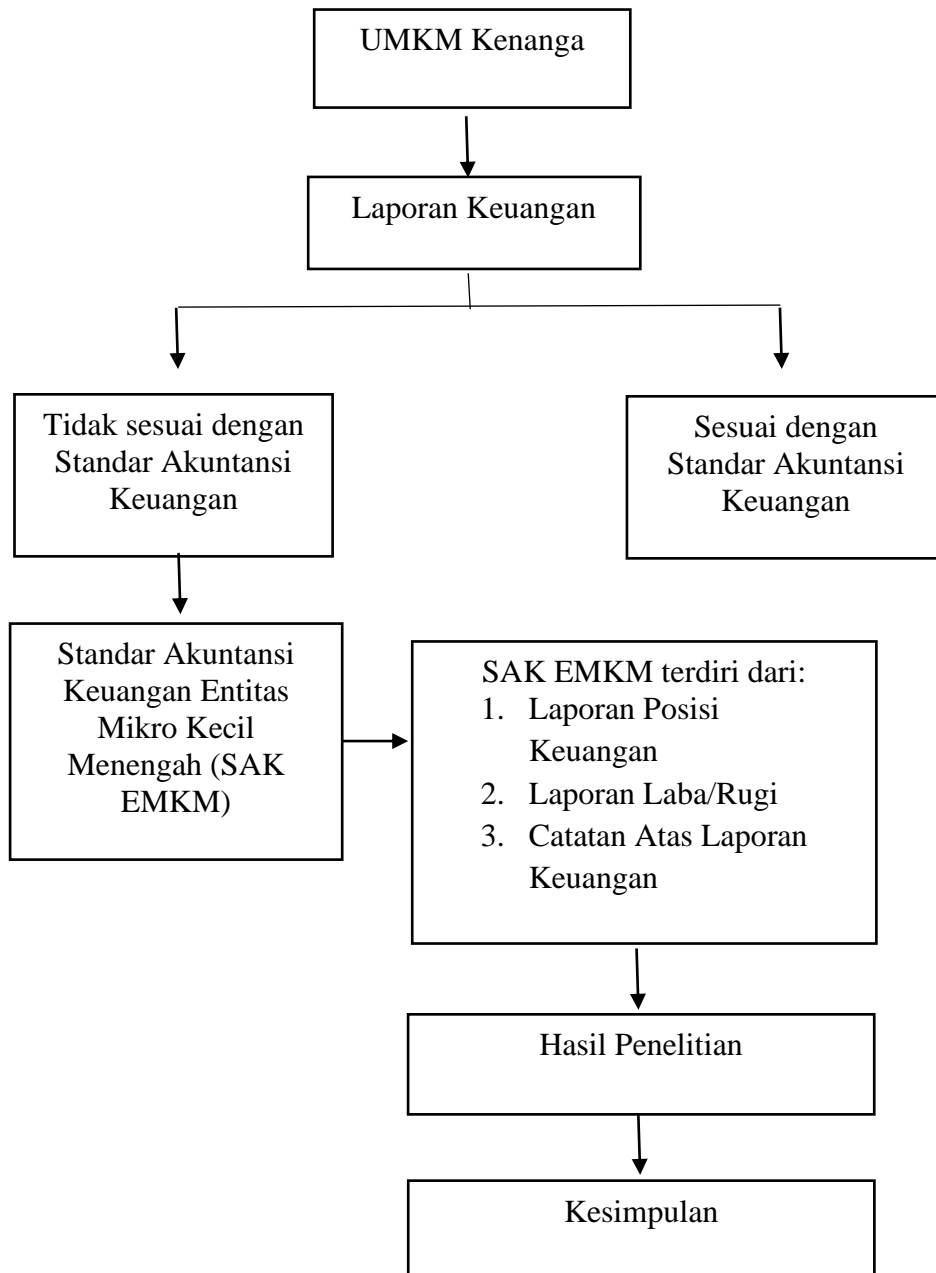 UMKM Kenanga
Laporan Keuangan
Tidak sesuai dengan
Standar Akuntansi
Keuangan
Sesuai dengan
Standar Akuntansi
Keuangan
Standar Akuntansi
Keuangan Entitas
Mikro Kecil
Menengah (SAK
EMKM)
SAK EMKM terdiri dari:
1. Laporan Posisi
Keuangan
2. Laporan Laba/Rugi
3. Catatan Atas Laporan
Keuangan
Hasil Penelitian
Kesimpulan